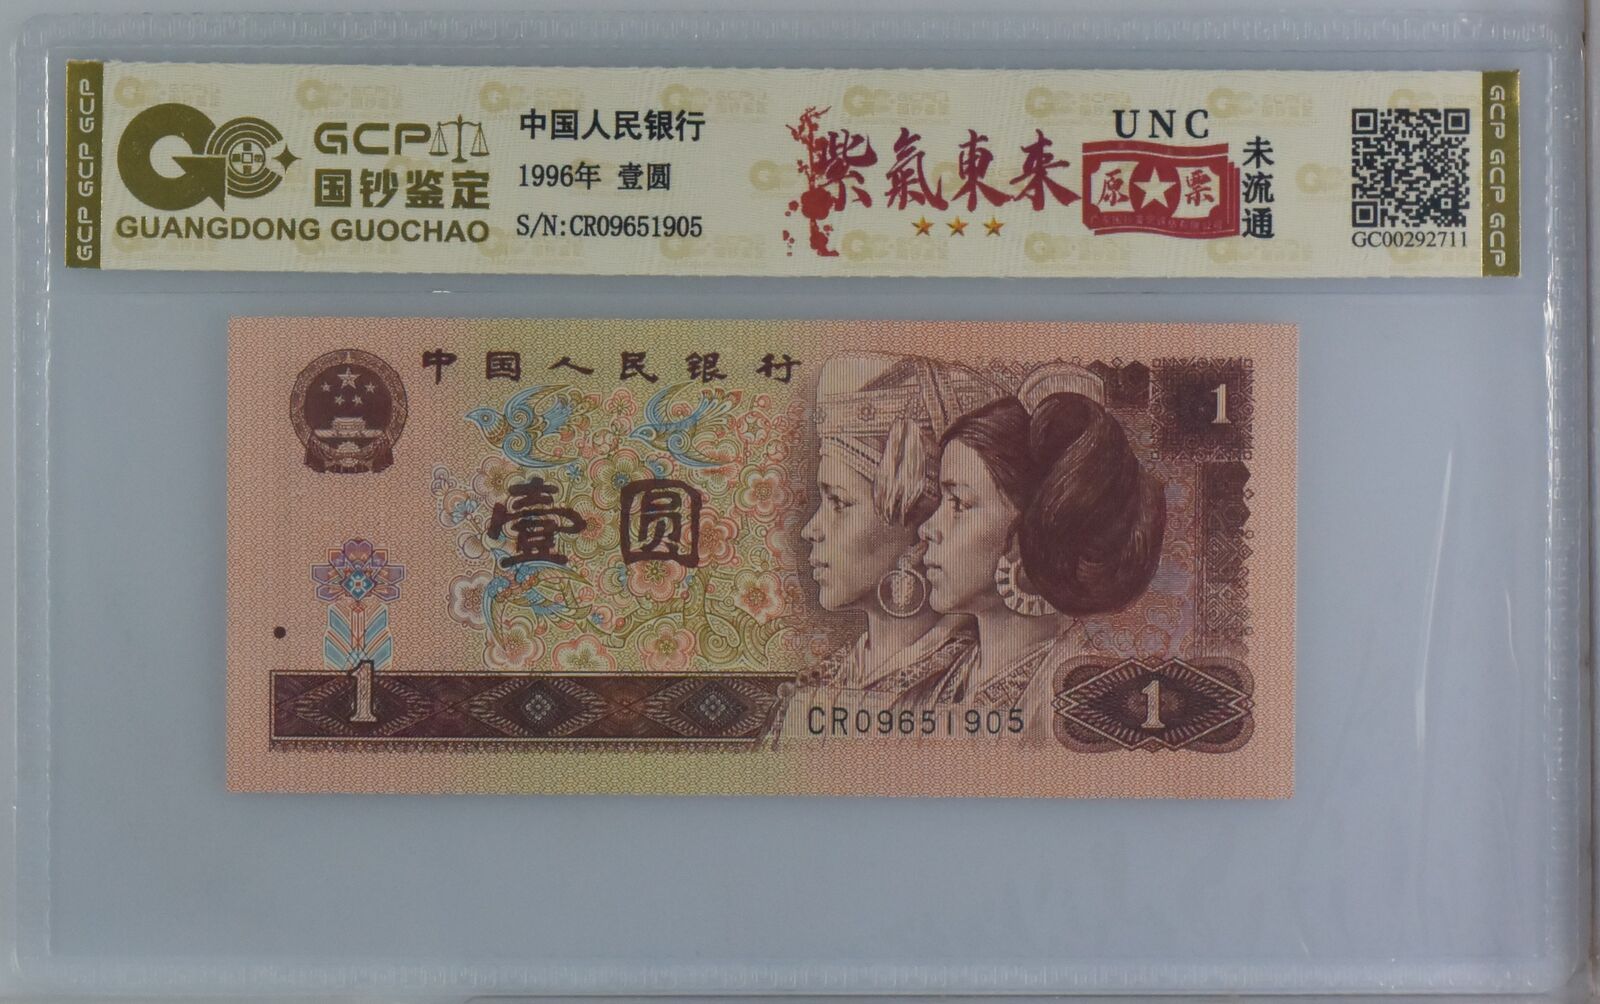 GCP GCP GCP
GCP
国钞鉴定
GUANGDONG GUOCHAO
中国人民银行
1996年 壹圆
S/N:CR09651905
紫氣東来
UNC
原票
未流通
GC00292711
GCP GCP GCP
中国人民银行
1
壹圆
1
CR09651905
1